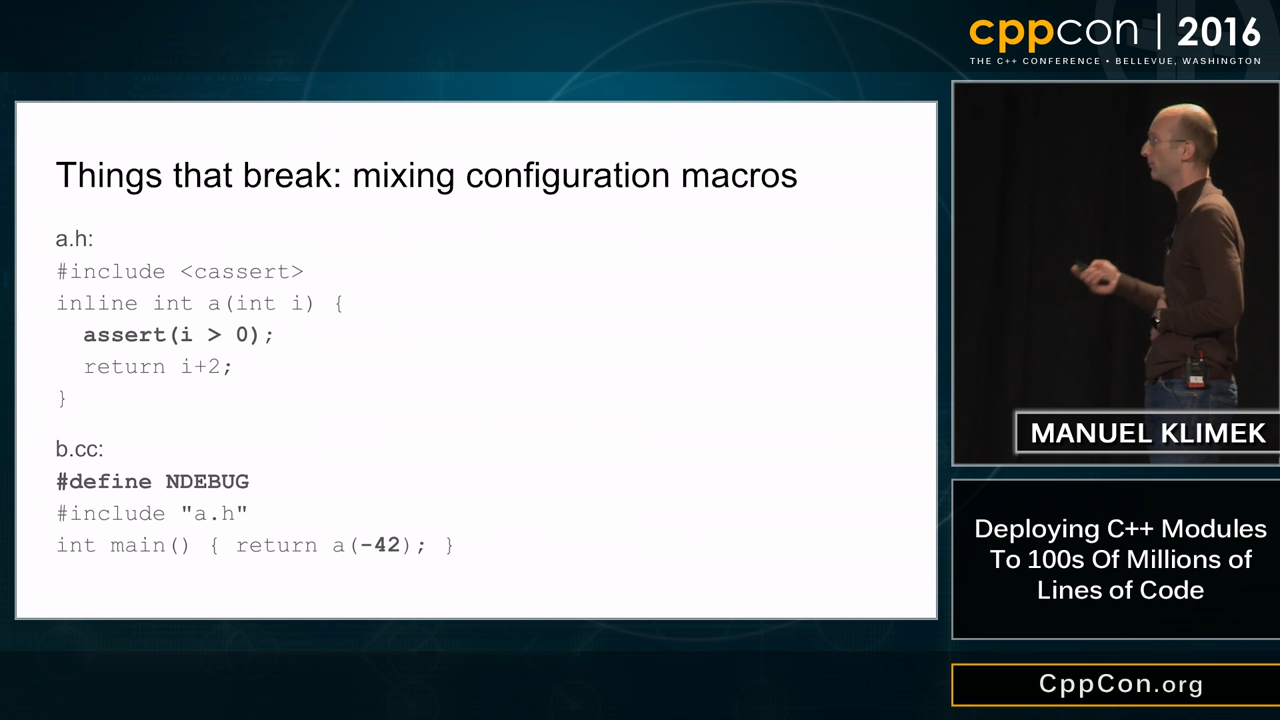 cppcon | 2016
THE C++ CONFERENCE • BELLEVUE, WASHINGTON
Things that break: mixing configuration macros
a.h:
#include <cassert>
inline int a(int i) {
  assert(i > 0);
  return i+2;
}
b.cc:
#define NDEBUG
#include "a.h"
int main() { return a(-42); }
MANUEL KLIMEK
Deploying C++ Modules
To 100s Of Millions of
Lines of Code
CppCon.org